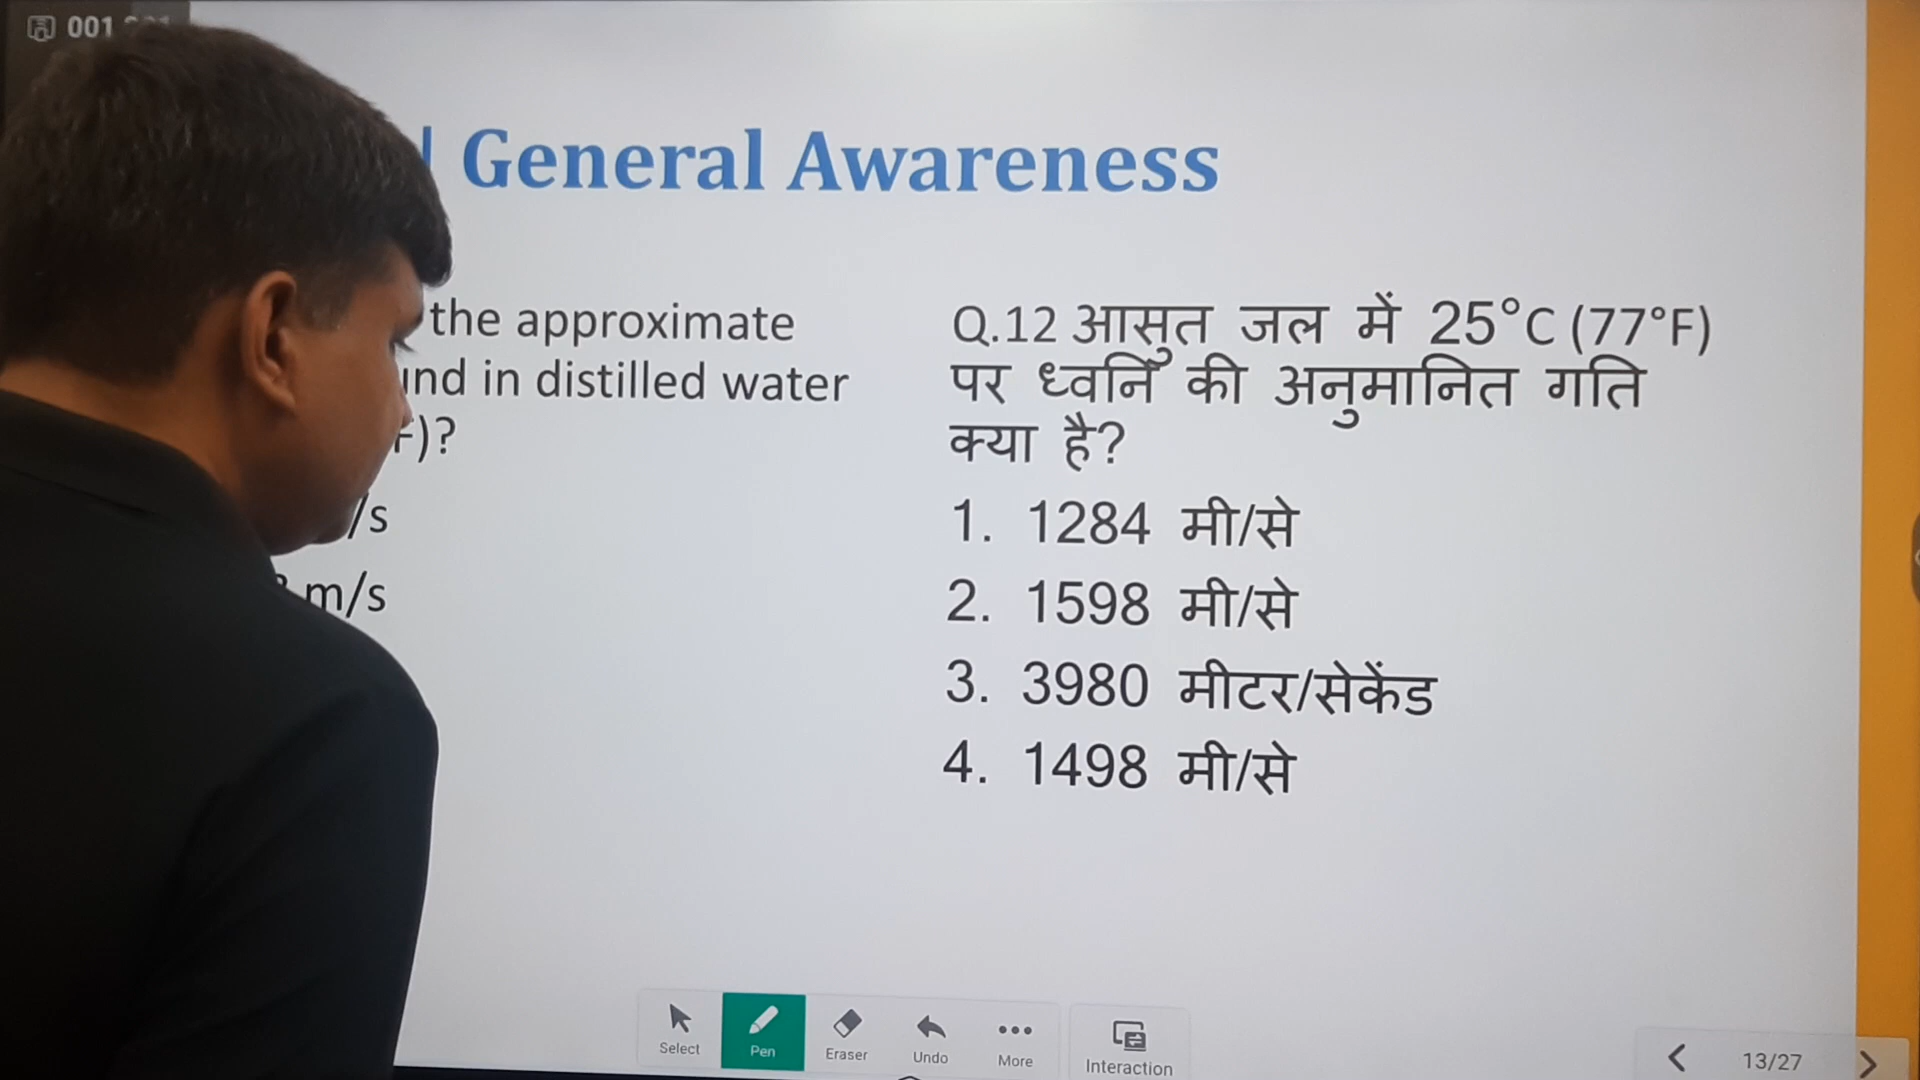 001
General Awareness
the approximate
in distilled water
)?
/s
m/s
Q.12 आसुत जल में 25°C (77°F)
पर ध्वनि की अनुमानित गति
क्या है?
1. 1284 मी/से
2. 1598 मी/से
3. 3980 मीटर/सेकेंड
4. 1498 मी/से
Select
Pen
Eraser
Undo
More
Interaction
13/27